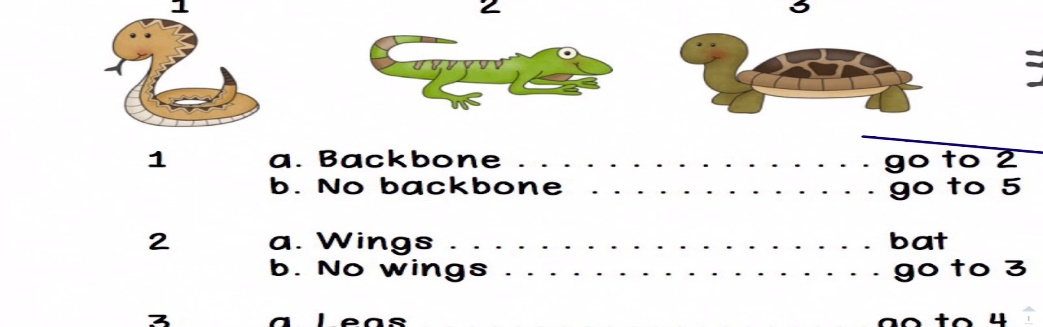 1 2 3
1 a. Backbone . . . . . . . . . . . . . . . . . go to 2
b. No backbone . . . . . . . . . . . . . go to 5
2 a. Wings . . . . . . . . . . . . . . . . . . . bat
b. No wings . . . . . . . . . . . . . . . . . go to 3
3 a. Legs . . . . . . . . . . . . . . . . . . . . go to 4